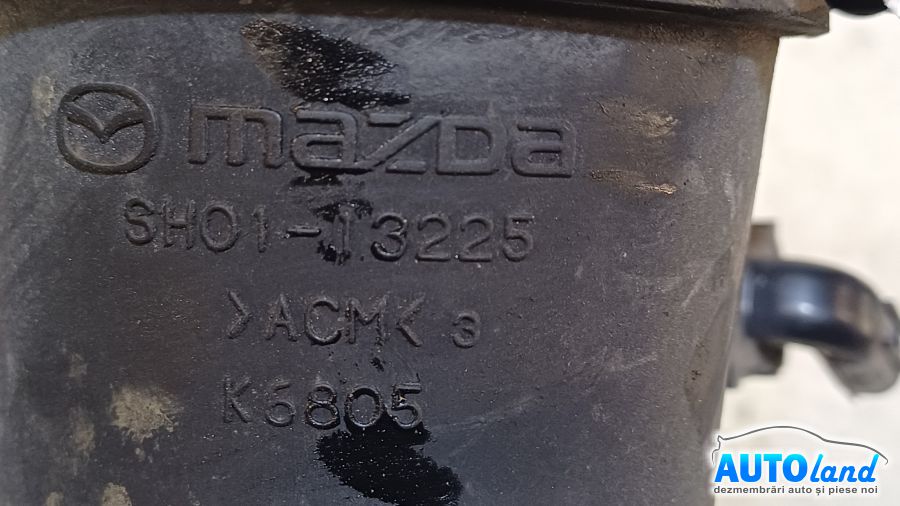 mazda
SH01-13225
>ACM< 3
K6805
AUTOland
dezmembrări auto și piese noi